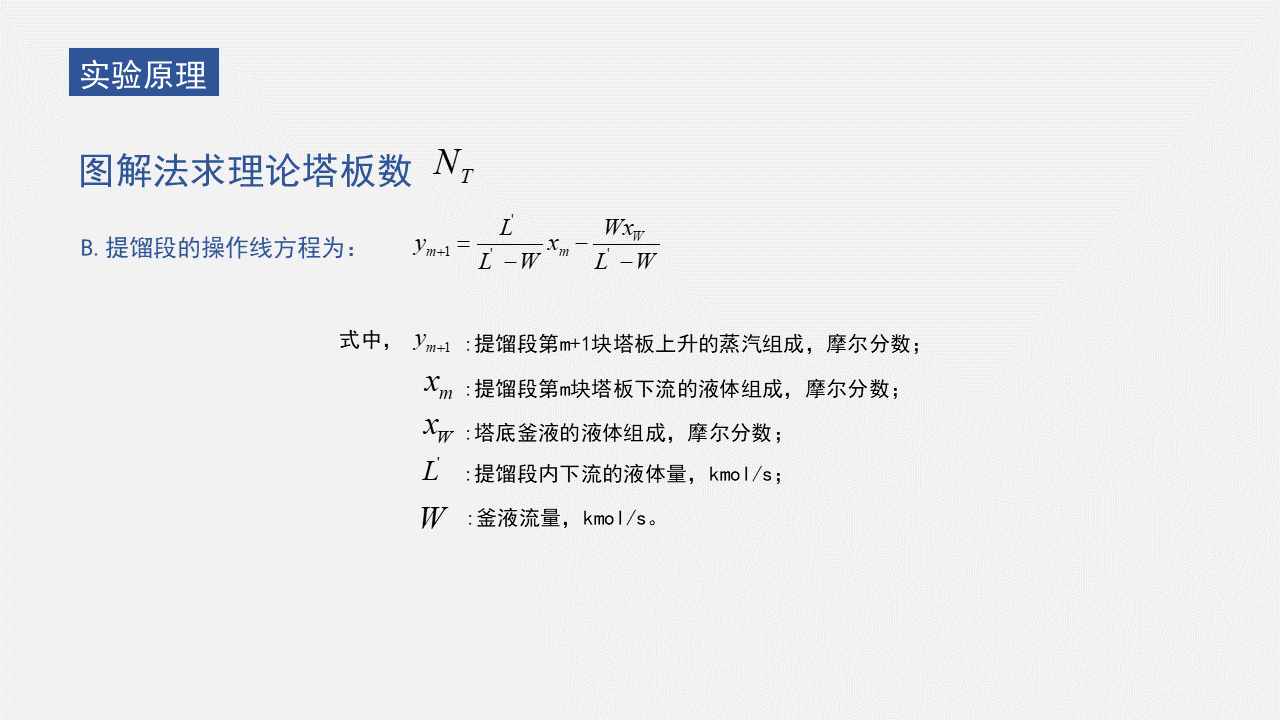 实验原理
图解法求理论塔板数 N_T
B. 提馏段的操作线方程为： y_{m+1} = \frac{L^'}{L^' - W} x_m - \frac{Wx_W}{L^' - W}
式中， y_{m+1} :提馏段第m+1块塔板上升的蒸汽组成，摩尔分数；
x_m :提馏段第m块塔板下流的液体组成，摩尔分数；
x_W :塔底釜液的液体组成，摩尔分数；
L^' :提馏段内下流的液体量，kmol/s；
W :釜液流量，kmol/s。